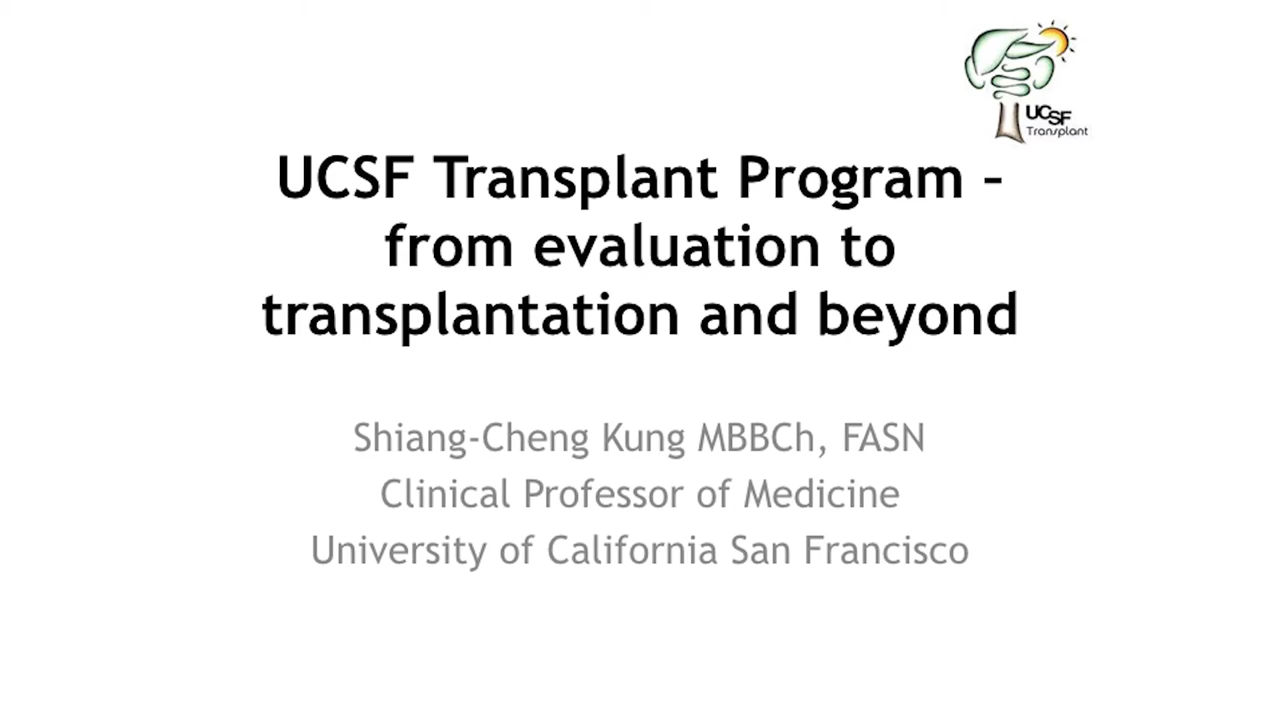 UCSF
Transplant
UCSF Transplant Program –
from evaluation to
transplantation and beyond
Shiang-Cheng Kung MBBCh, FASN
Clinical Professor of Medicine
University of California San Francisco